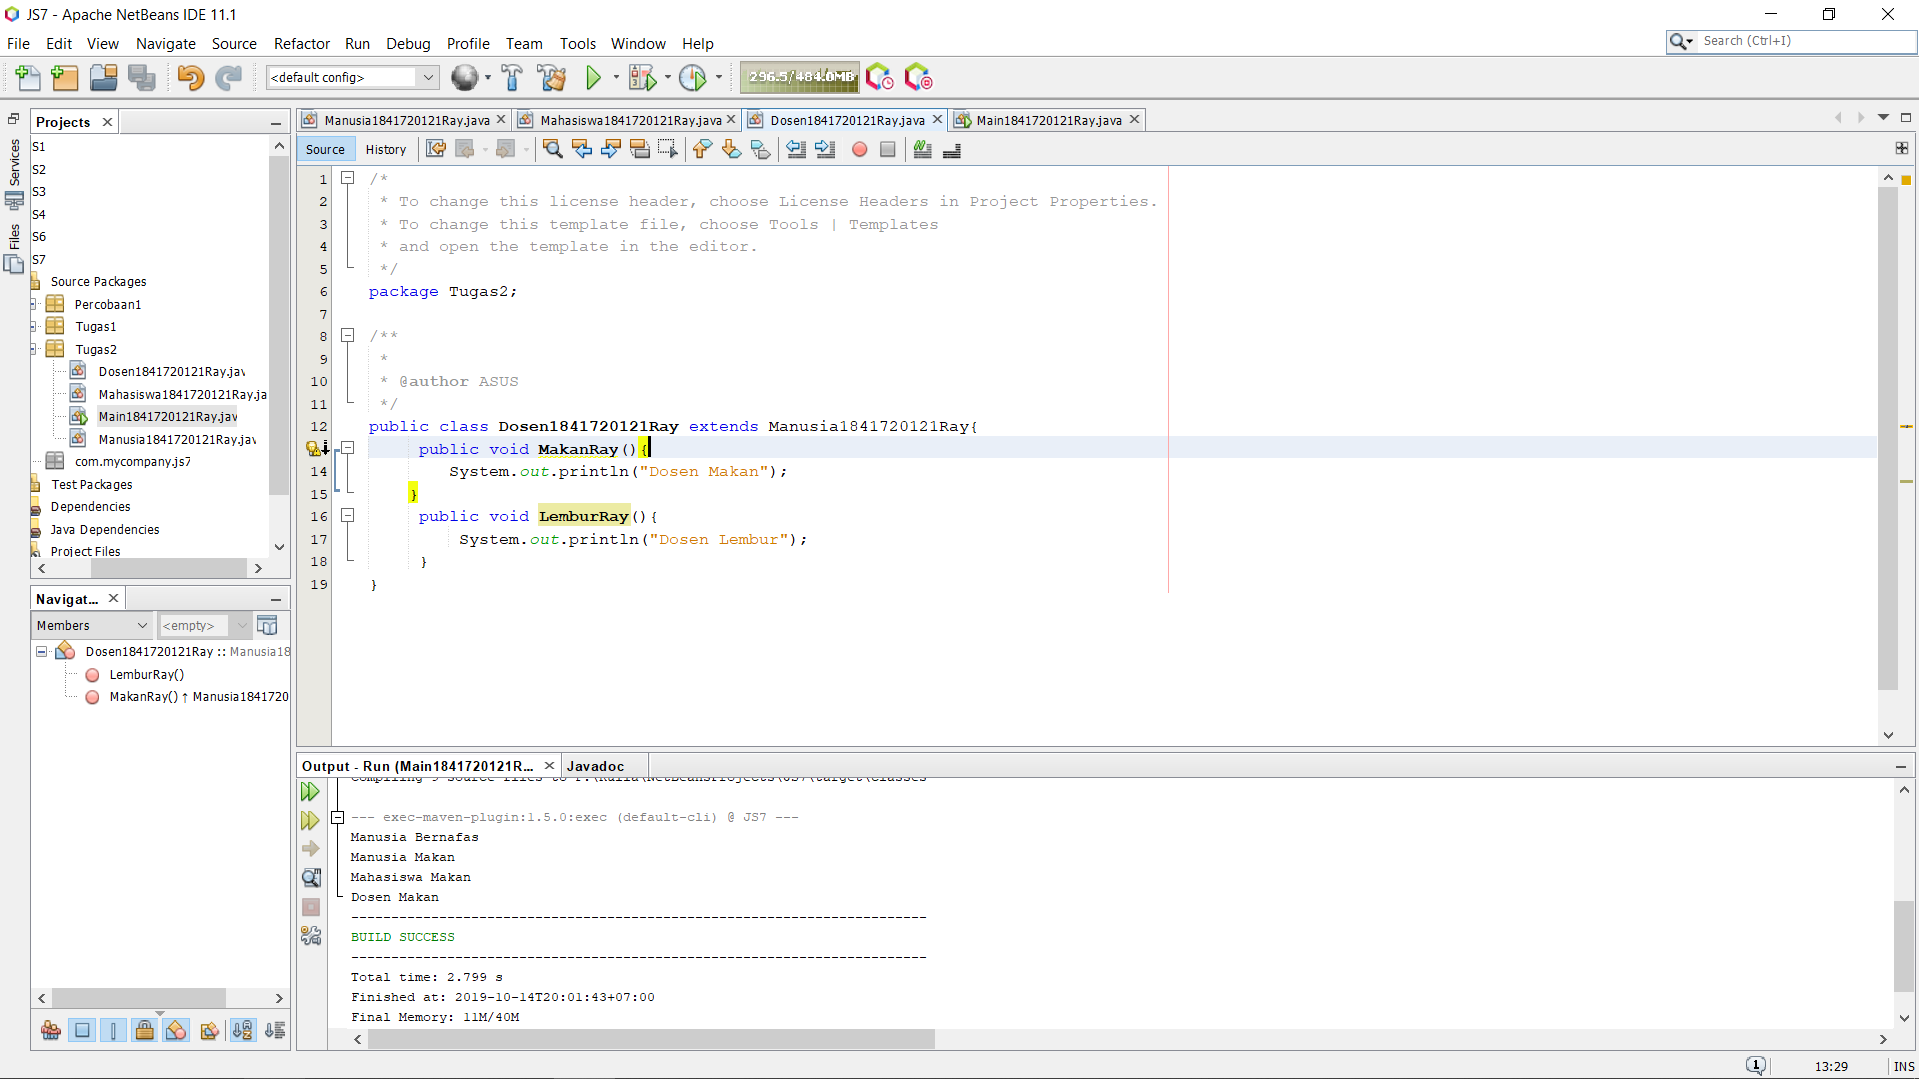 JS7 - Apache NetBeans IDE 11.1
File Edit View Navigate Source Refactor Run Debug Profile Team Tools Window Help
Search (Ctrl+I)
<default config>
296.5/484.0MB
Services
Files
Projects
S1
S2
S3
S4
S6
S7
Source Packages
Percobaan1
Tugas1
Tugas2
Dosen1841720121Ray.jav
Mahasiswa1841720121Ray.ja
Main1841720121Ray.jav
Manusia1841720121Ray.jav
com.mycompany.js7
Test Packages
Dependencies
Java Dependencies
Project Files
Navigat...
Members
<empty>
Dosen1841720121Ray :: Manusia18
LemburRay()
MakanRay() ↑ Manusia1841720
Manusia1841720121Ray.java
Mahasiswa1841720121Ray.java
Dosen1841720121Ray.java
Main1841720121Ray.java
Source History
1 /*
2 * To change this license header, choose License Headers in Project Properties.
3 * To change this template file, choose Tools | Templates
4 * and open the template in the editor.
5 */
6 package Tugas2;
7
8 /**
9 *
10 * @author ASUS
11 */
12 public class Dosen1841720121Ray extends Manusia1841720121Ray{
public void MakanRay(){
14 System.out.println("Dosen Makan");
15 }
16 public void LemburRay(){
17 System.out.println("Dosen Lembur");
18 }
19 }
Output - Run (Main1841720121R...
Javadoc
--- exec-maven-plugin:1.5.0:exec (default-cli) @ JS7 ---
Manusia Bernafas
Manusia Makan
Mahasiswa Makan
Dosen Makan
------------------------------------------------------------------------
BUILD SUCCESS
------------------------------------------------------------------------
Total time: 2.799 s
Finished at: 2019-10-14T20:01:43+07:00
Final Memory: 11M/40M
1
13:29
INS